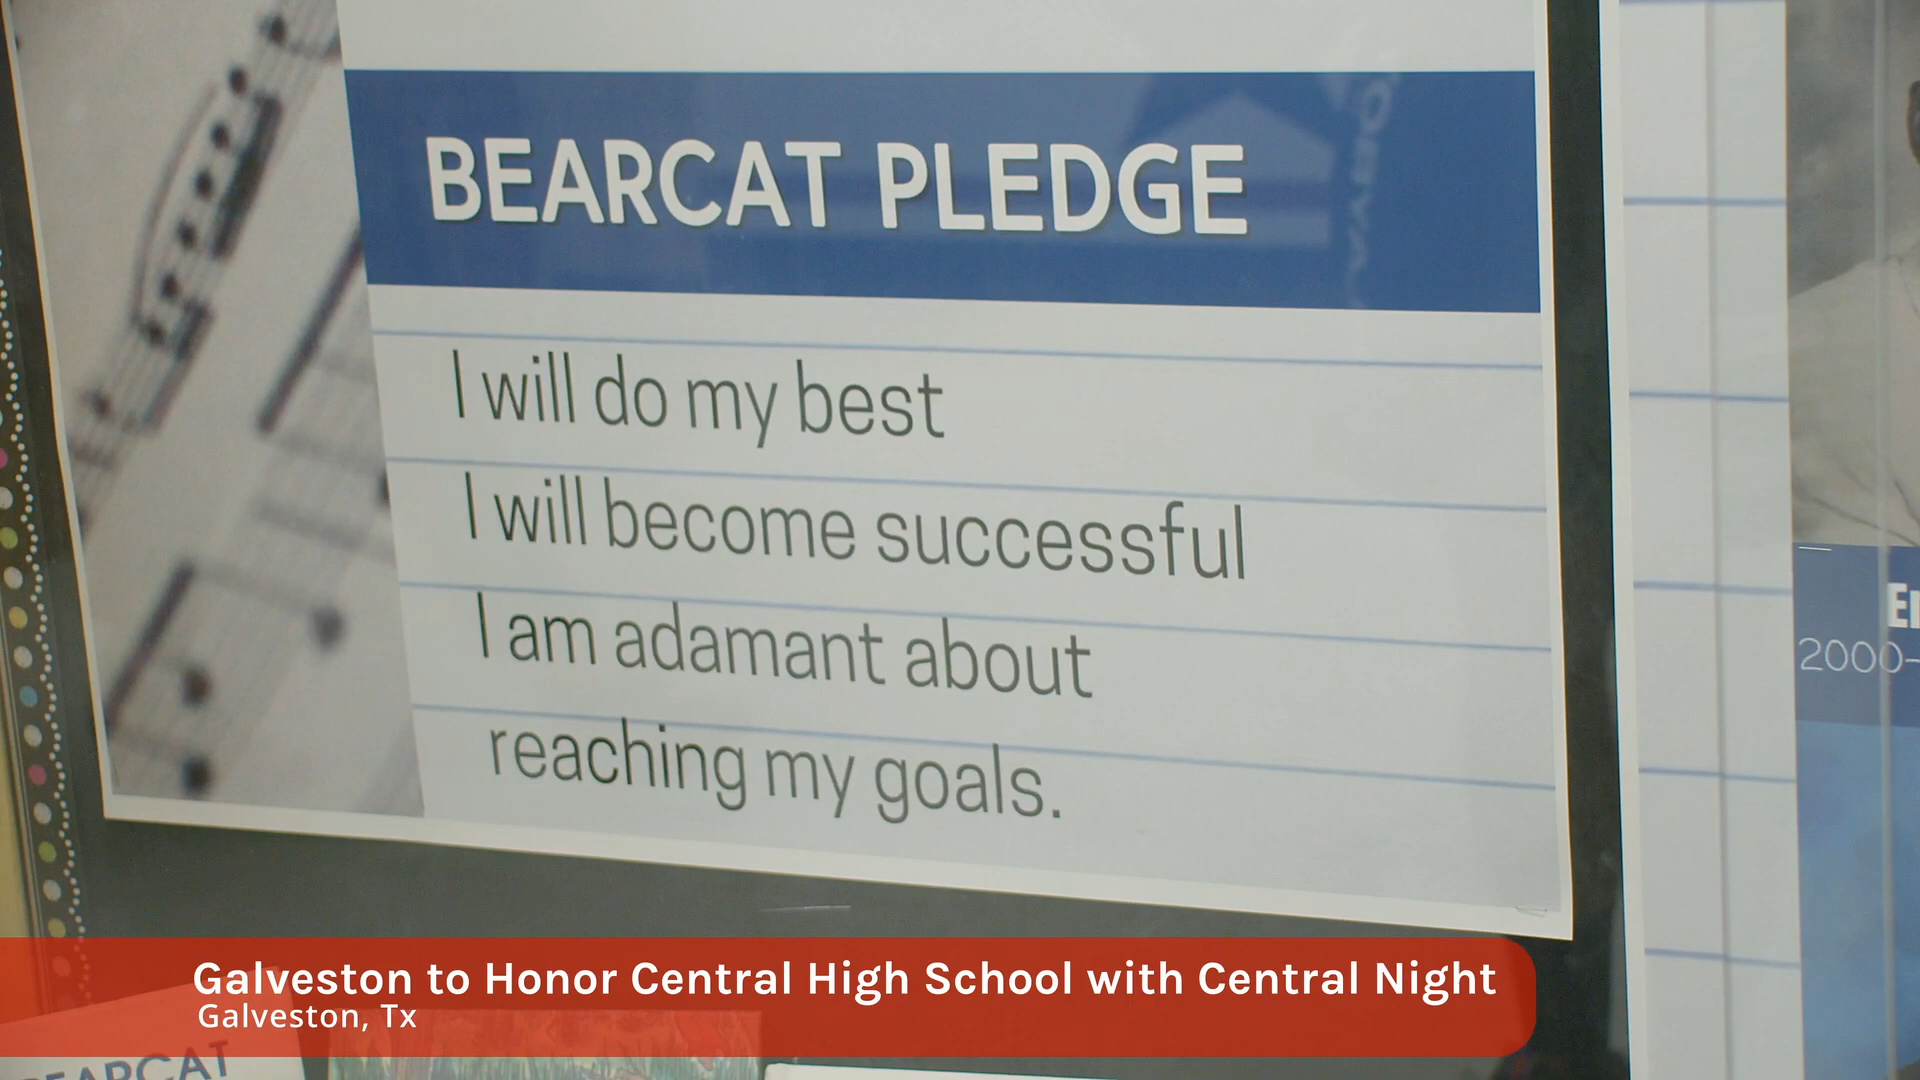 BEARCAT PLEDGE
I will do my best
I will become successful
I am adamant about
reaching my goals.
2000-
Galveston to Honor Central High School with Central Night
Galveston, Tx